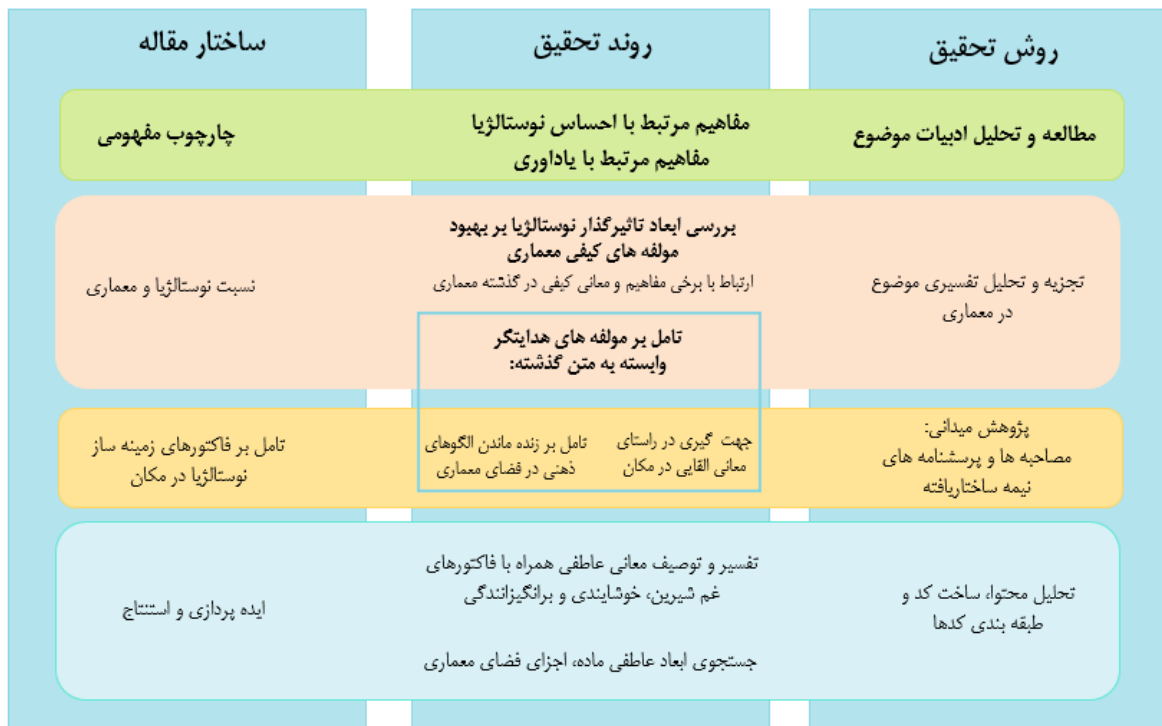 روش تحقیق
روند تحقیق
ساختار مقاله
مطالعه و تحلیل ادبیات موضوع
مفاهیم مرتبط با احساس نوستالژیا
مفاهیم مرتبط با یاداوری
چارچوب مفهومی
تجزیه و تحلیل تفسیری موضوع
در معماری
بررسی ابعاد تاثیرگذار نوستالژیا بر بهبود
مولفه های کیفی معماری
ارتباط با برخی مفاهیم و معانی کیفی در گذشته معماری
تامل بر مولفه های هدایتگر
وابسته به متن گذشته:
نسبت نوستالژیا و معماری
پژوهش میدانی:
مصاحبه ها و پرسشنامه های
نیمه ساختاریافته
جهت گیری در راستای
معانی القایی در مکان
تامل بر زنده ماندن الگوهای
ذهنی در فضای معماری
تامل بر فاکتورهای زمینه ساز
نوستالژیا در مکان
تحلیل محتوا، ساخت کد و
طبقه بندی کدها
تفسیر و توصیف معانی عاطفی همراه با فاکتورهای
غم شیرین، خوشایندی و برانگیزانندگی
جستجوی ابعاد عاطفی ماده، اجزای فضای معماری
ایده پردازی و استنتاج